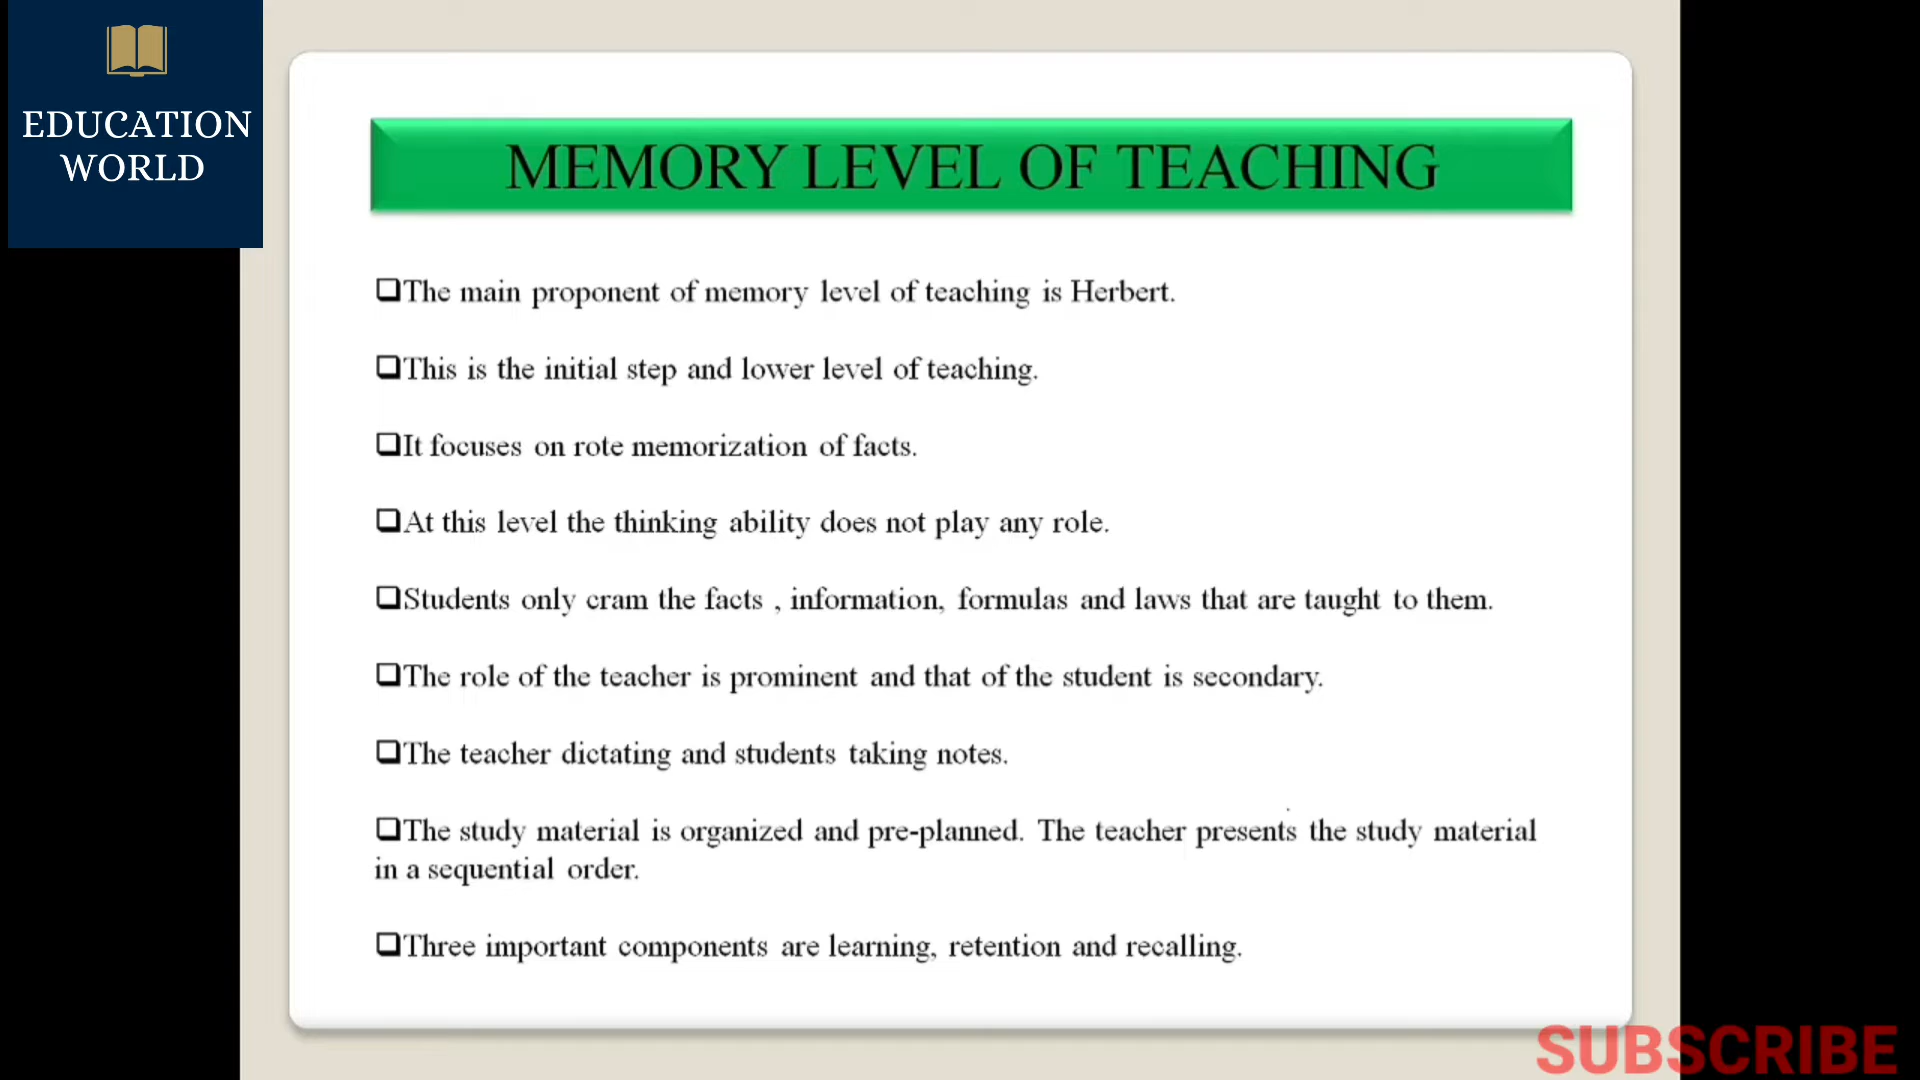 EDUCATION
WORLD
MEMORY LEVEL OF TEACHING
❑The main proponent of memory level of teaching is Herbert.
❑This is the initial step and lower level of teaching.
❑It focuses on rote memorization of facts.
❑At this level the thinking ability does not play any role.
❑Students only cram the facts , information, formulas and laws that are taught to them.
❑The role of the teacher is prominent and that of the student is secondary.
❑The teacher dictating and students taking notes.
❑The study material is organized and pre-planned. The teacher presents the study material
in a sequential order.
❑Three important components are learning, retention and recalling.
SUBSCRIBE